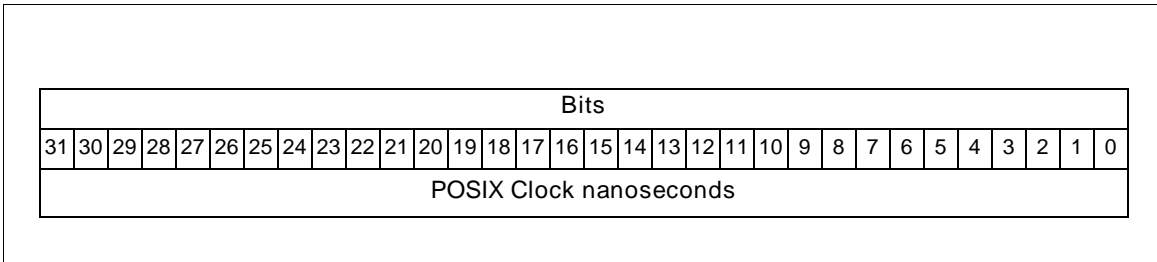 Bits
31 30 29 28 27 26 25 24 23 22 21 20 19 18 17 16 15 14 13 12 11 10 9 8 7 6 5 4 3 2 1 0
POSIX Clock nanoseconds